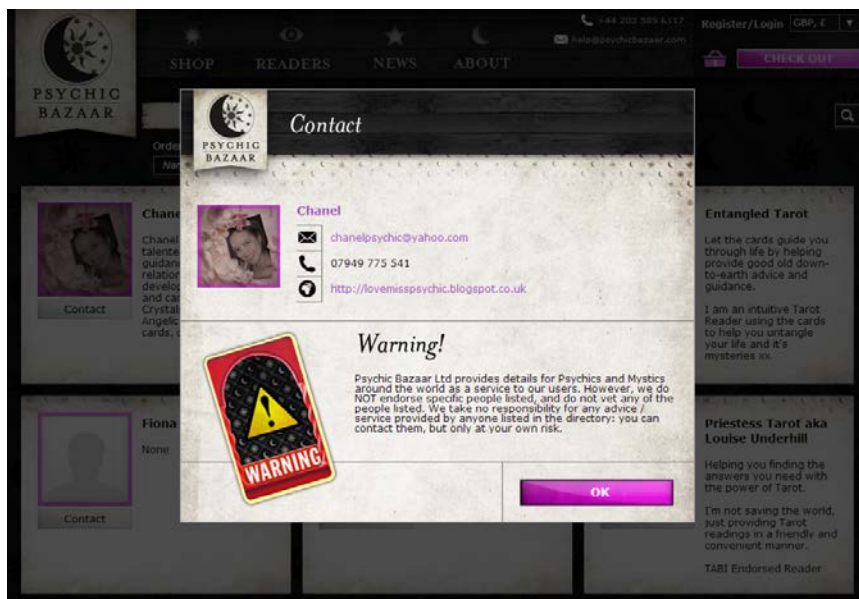 +44 203 585 6117
Register/Login GBP, £
help@psychicbazaar.com
SHOP READERS NEWS ABOUT
CHECK OUT
PSYCHIC
BAZAAR
Contact
PSYCHIC
BAZAAR
Chanel
chanelpsychic@yahoo.com
07949 775 541
http://lovemisspsychic.blogspot.co.uk
Warning!
Psychic Bazaar Ltd provides details for Psychics and Mystics
around the world as a service to our users. However, we do
NOT endorse specific people listed, and do not vet any of the
people listed. We take no responsibility for any advice /
service provided by anyone listed in the directory: you can
contact them, but only at your own risk.
WARNING
OK
Contact
Entangled Tarot
Let the cards guide you
through life by helping
provide good old down-
to-earth advice and
guidance.
I am an intuitive Tarot
Reader using the cards
to help you untangle
your life and it's
mysteries xx
Fiona
None
Contact
Priestess Tarot aka
Louise Underhill
Helping you finding the
answers you need with
the power of Tarot.
I'm not saving the world,
just providing Tarot
readings in a friendly and
convenient manner.
TABI Endorsed Reader